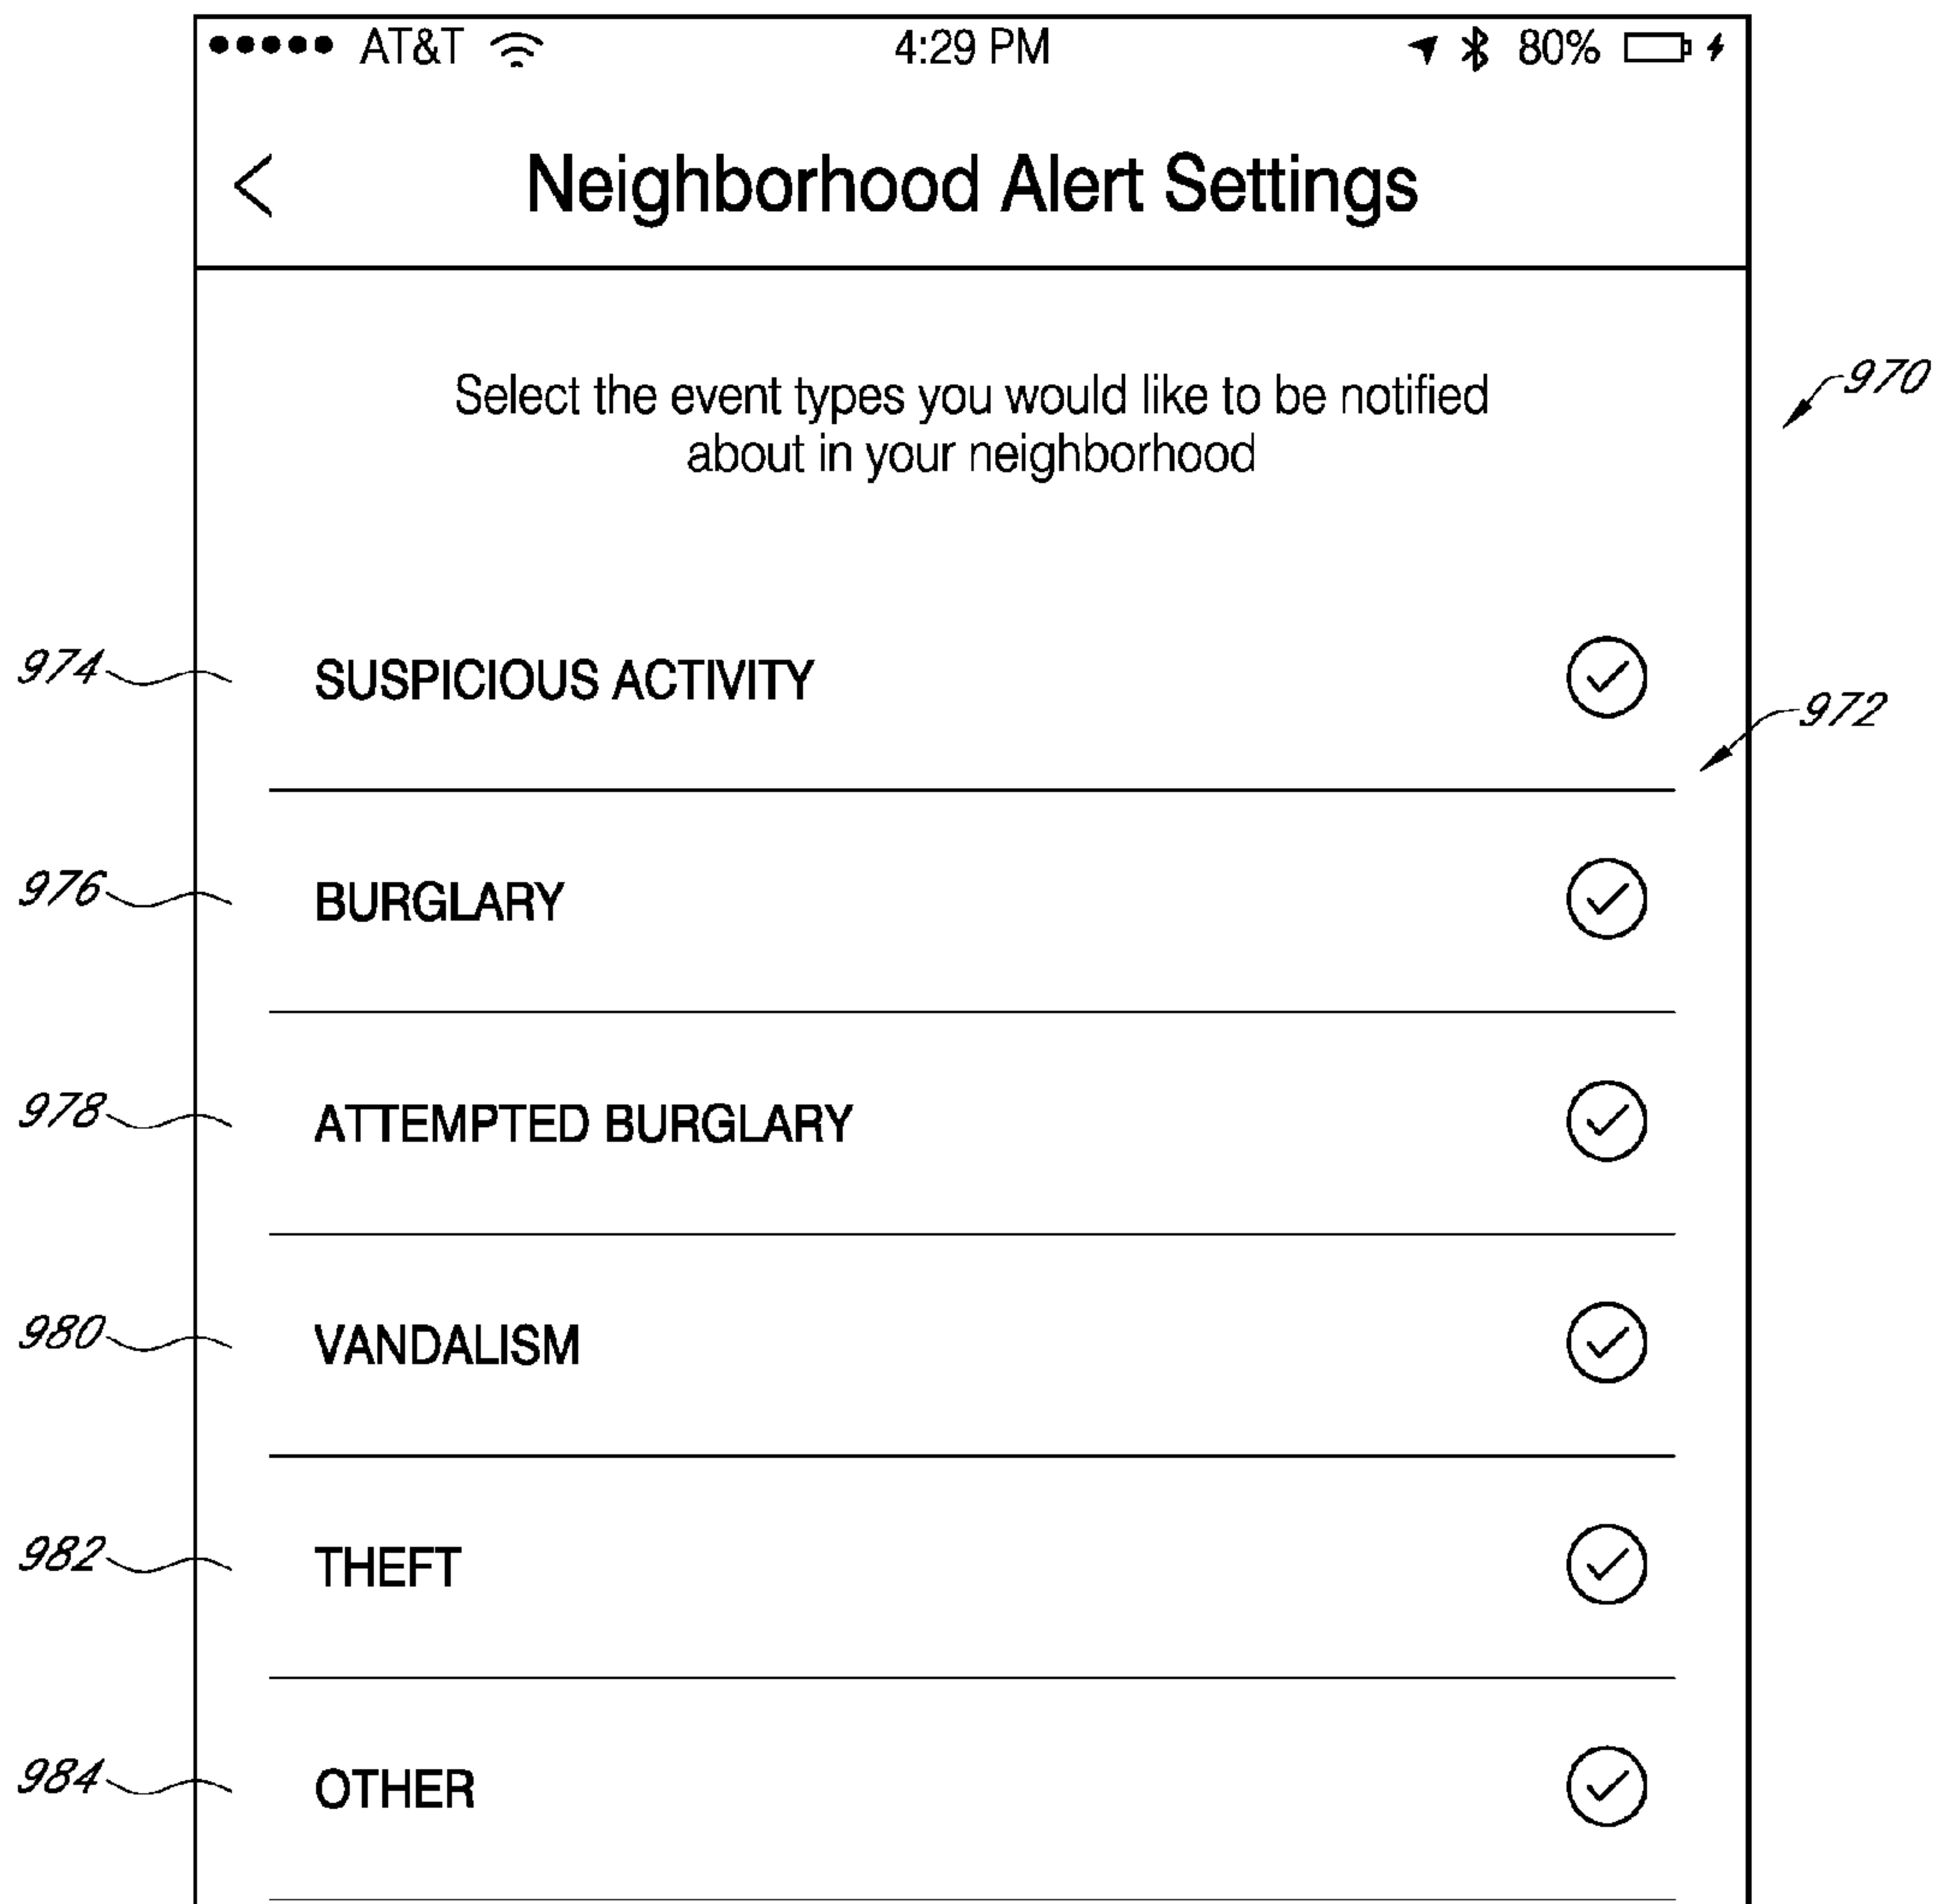 AT&T 4:29 PM 80%
Neighborhood Alert Settings
Select the event types you would like to be notified
about in your neighborhood
970
974 SUSPICIOUS ACTIVITY
972
976 BURGLARY
978 ATTEMPTED BURGLARY
980 VANDALISM
982 THEFT
984 OTHER